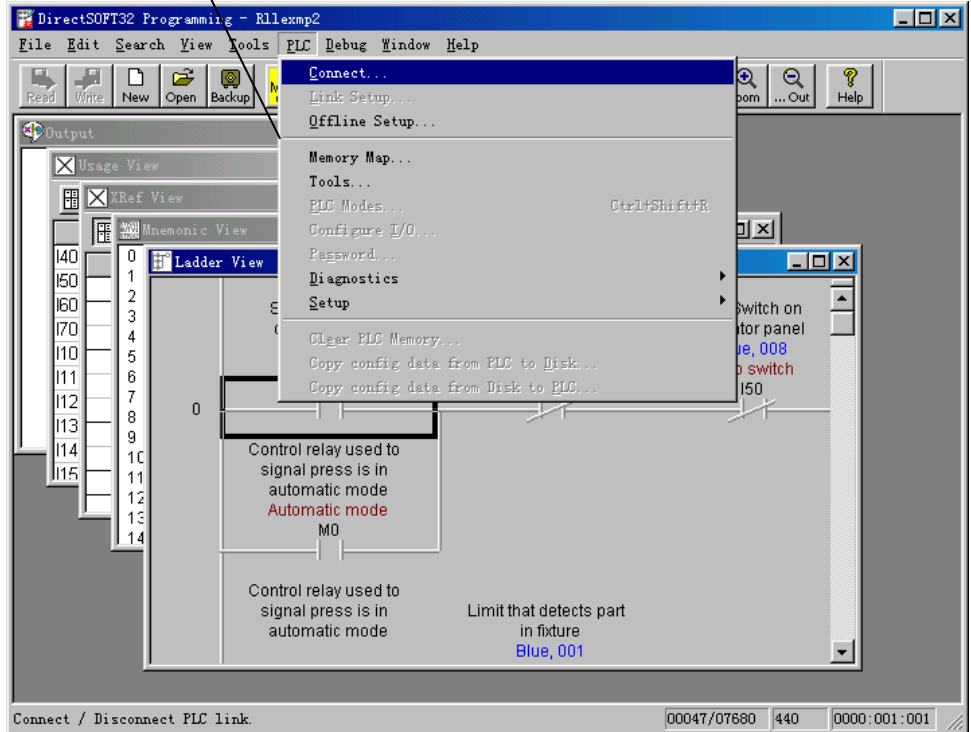 DirectSOFT32 Programming - Rllexmp2
File Edit Search View Tools PLC Debug Window Help
Read Write New Open Backup ... Out Help
Connect...
Link Setup...
Offline Setup...
Memory Map...
Tools...
PLC Modes... Ctrl+Shift+R
Configure I/O...
Password...
Diagnostics
Setup
Clear PLC Memory...
Copy config data from PLC to Disk...
Copy config data from Disk to PLC...
Output
Usage View
XRef View
Mnemonic View
Ladder View
I40
I50
I60
I70
I10
I11
I12
I13
I14
I15
0
1
2
3
4
5
6
7
8
9
10
11
12
13
14
Switch on
panel
008
switch
I50
0
Control relay used to
signal press is in
automatic mode
Automatic mode
M0
Control relay used to
signal press is in
automatic mode
Limit that detects part
in fixture
Blue, 001
Connect / Disconnect PLC link.
00047/07680 440 0000:001:001